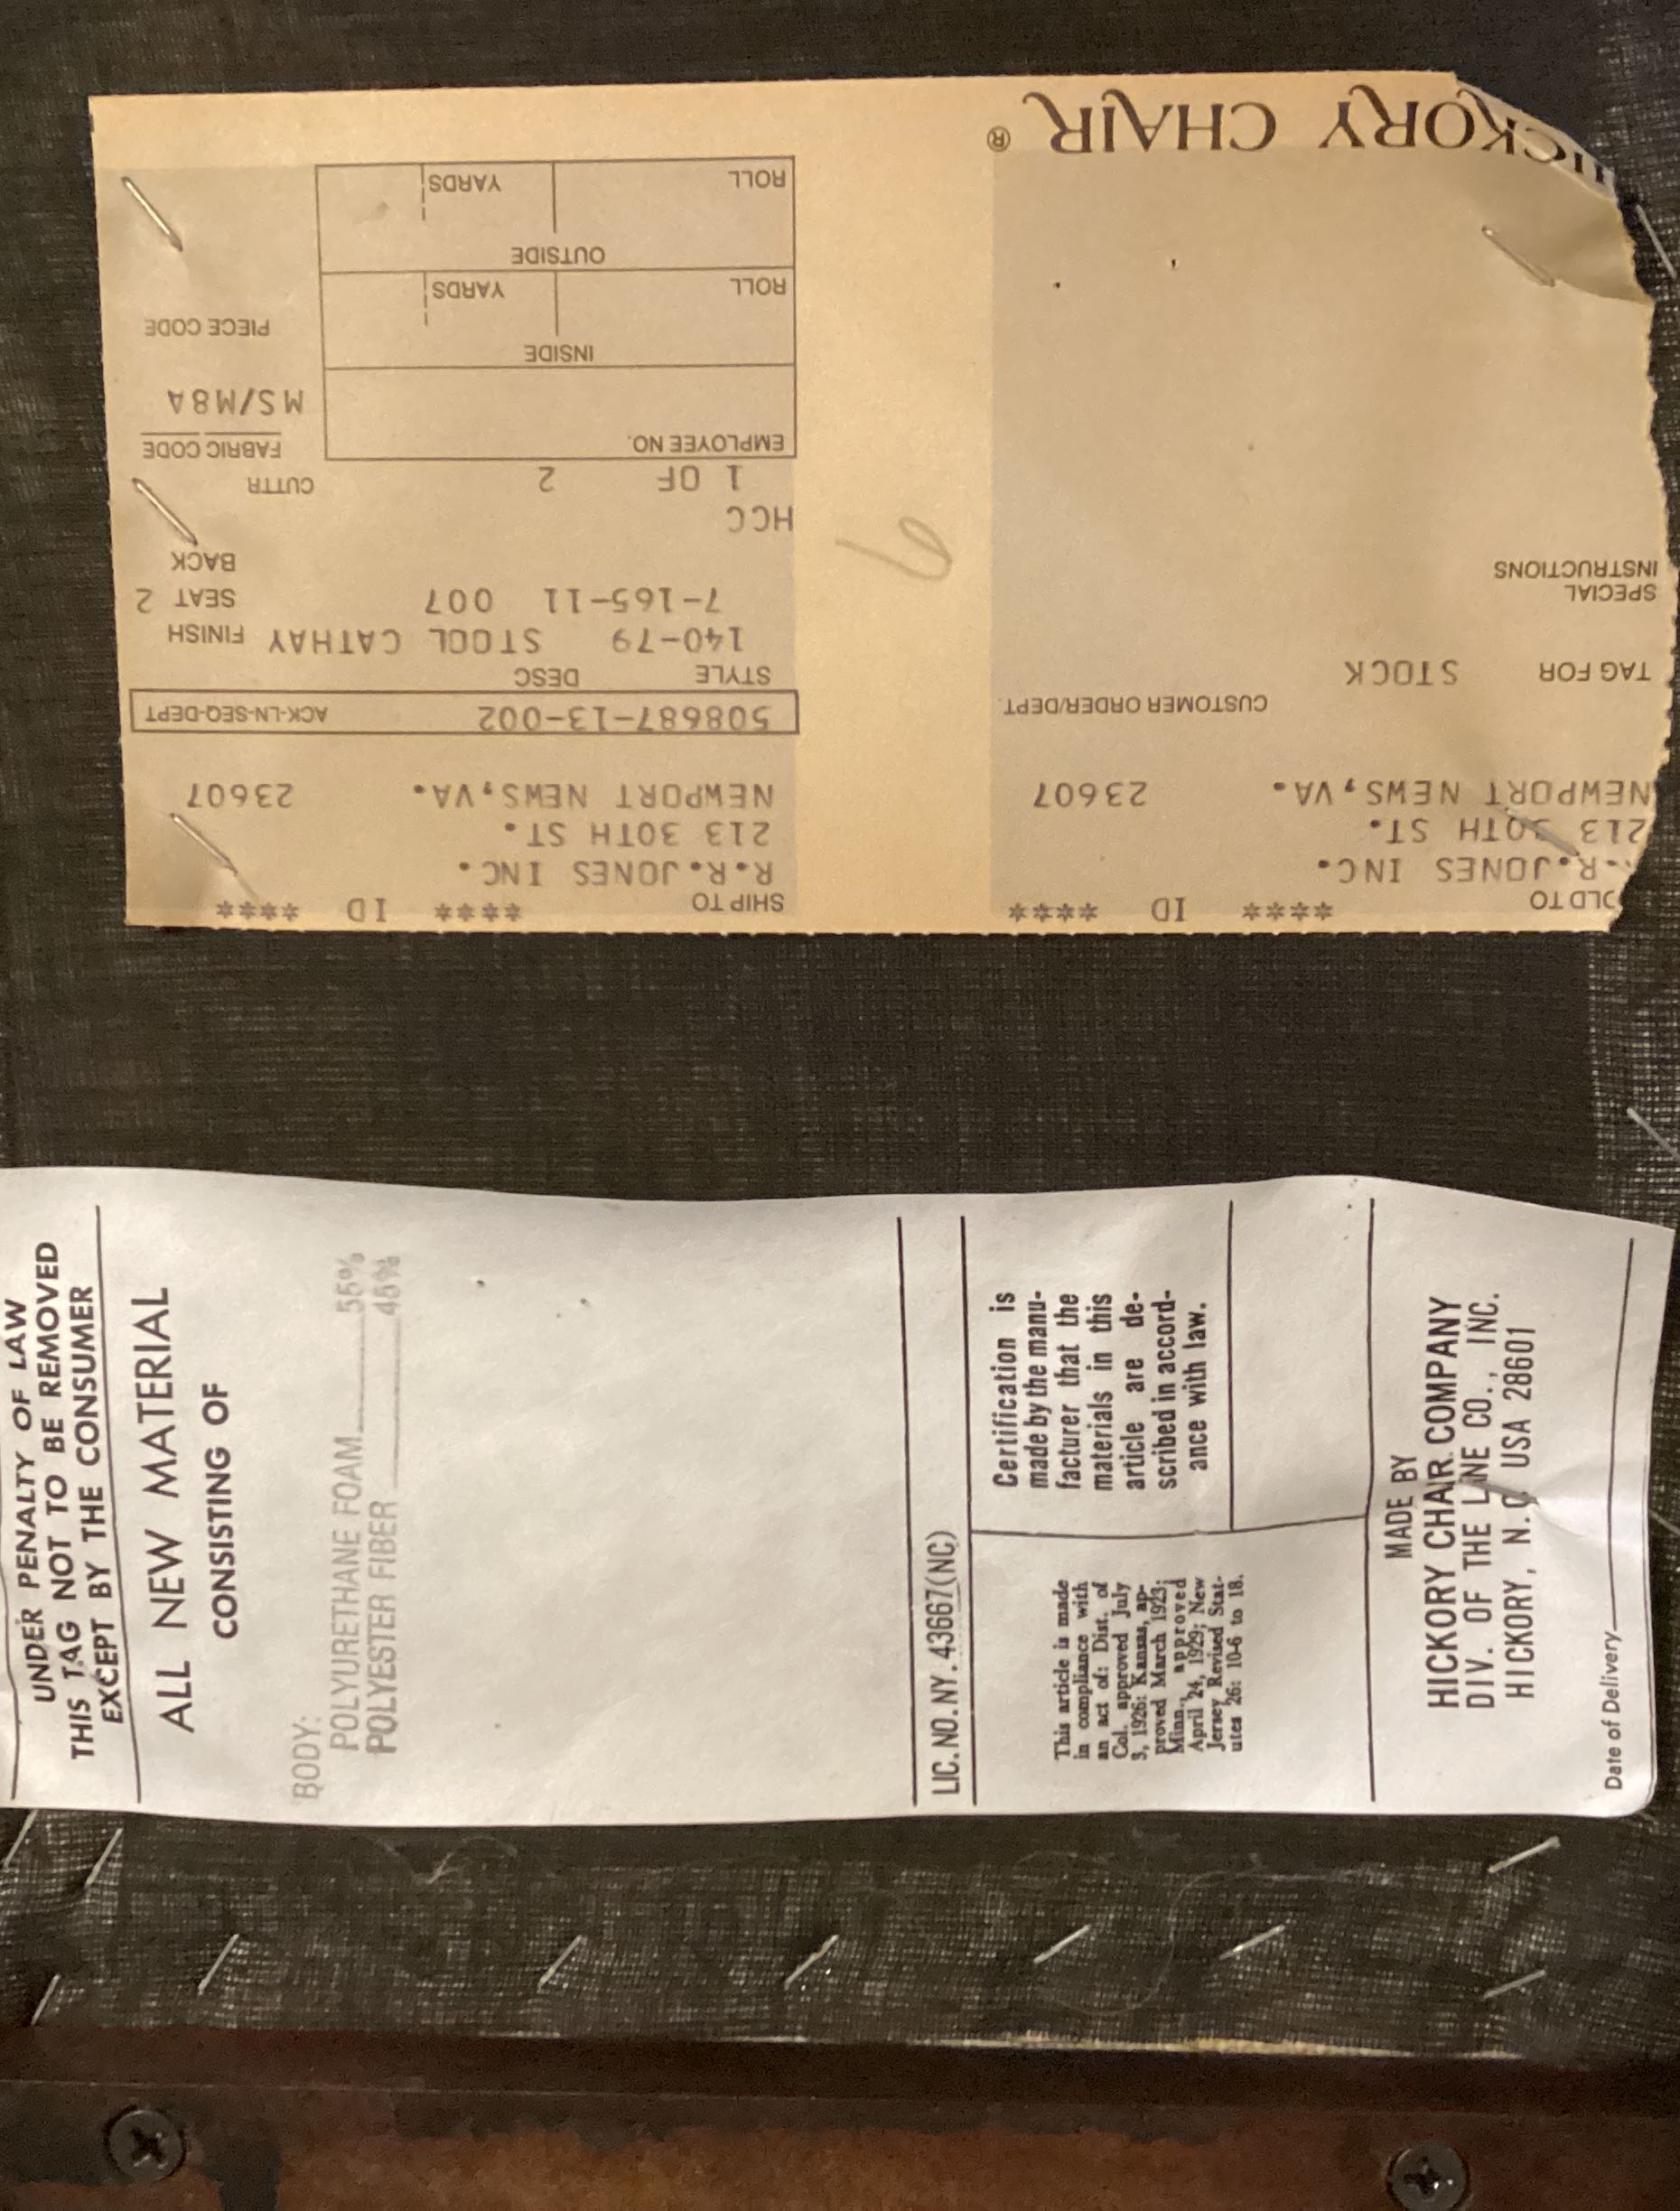 HICKORY CHAIR®
OLD TO **** ID ****
.R.JONES INC.
213 30TH ST.
NEWPORT NEWS,VA. 23607
CUSTOMER ORDER/DEPT.
TAG FOR STOCK
SPECIAL
INSTRUCTIONS
6
SHIP TO **** ID ****
R.R.JONES INC.
213 30TH ST.
NEWPORT NEWS,VA. 23607
508687-13-002 ACK-LN-SEQ-DEPT
STYLE DESC
140-79 STOOL CATHAY FINISH
7-165-11 007 SEAT 2
BACK
HCC
1 OF 2 CUTTR
EMPLOYEE NO. FABRIC CODE
MS/M8A
INSIDE
PIECE CODE
ROLL YARDS
OUTSIDE
ROLL YARDS
UNDER PENALTY OF LAW
THIS TAG NOT TO BE REMOVED
EXCEPT BY THE CONSUMER
ALL NEW MATERIAL
CONSISTING OF
BODY:
POLYURETHANE FOAM 55%
POLYESTER FIBER 45%
LIC.NO.NY.43667(NC)
This article is made
in compliance with
an act of: Dist. of
Col. approved July
3, 1926: Kansas, ap-
proved March 1923;
Minn., approved
April 24, 1929; New
Jersey Revised Stat-
utes 26: 10-6 to 18.
Certification is
made by the manu-
facturer that the
materials in this
article are de-
scribed in accord-
ance with law.
MADE BY
HICKORY CHAIR COMPANY
DIV. OF THE LANE CO., INC.
HICKORY, N.C. USA 28601
Date of Delivery